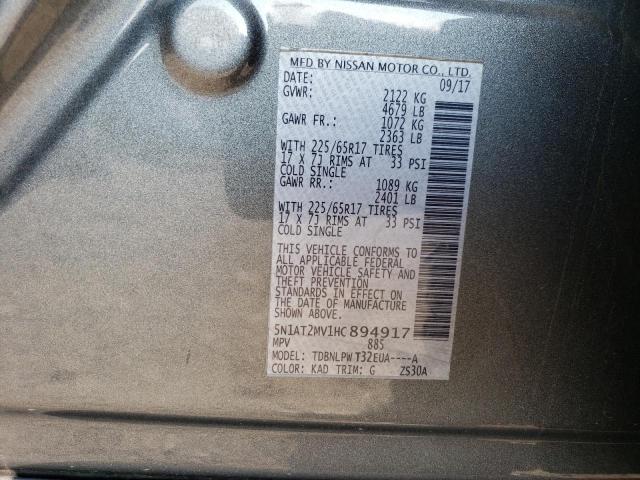 MFD BY NISSAN MOTOR CO., LTD.
DATE: 09/17
GVWR: 2122 KG
4679 LB
GAWR FR.: 1072 KG
2363 LB
WITH 225/65R17 TIRES
17 X 7J RIMS AT 33 PSI
COLD SINGLE
GAWR RR.: 1089 KG
2401 LB
WITH 225/65R17 TIRES
17 X 7J RIMS AT 33 PSI
COLD SINGLE
THIS VEHICLE CONFORMS TO
ALL APPLICABLE FEDERAL
MOTOR VEHICLE SAFETY AND
THEFT PREVENTION
STANDARDS IN EFFECT ON
THE DATE OF MANUFACTURE
SHOWN ABOVE.
5N1AT2MV1HC894917
MPV 885
MODEL: TDBNLPW T32EUA----A
COLOR: KAD TRIM: G ZS30A